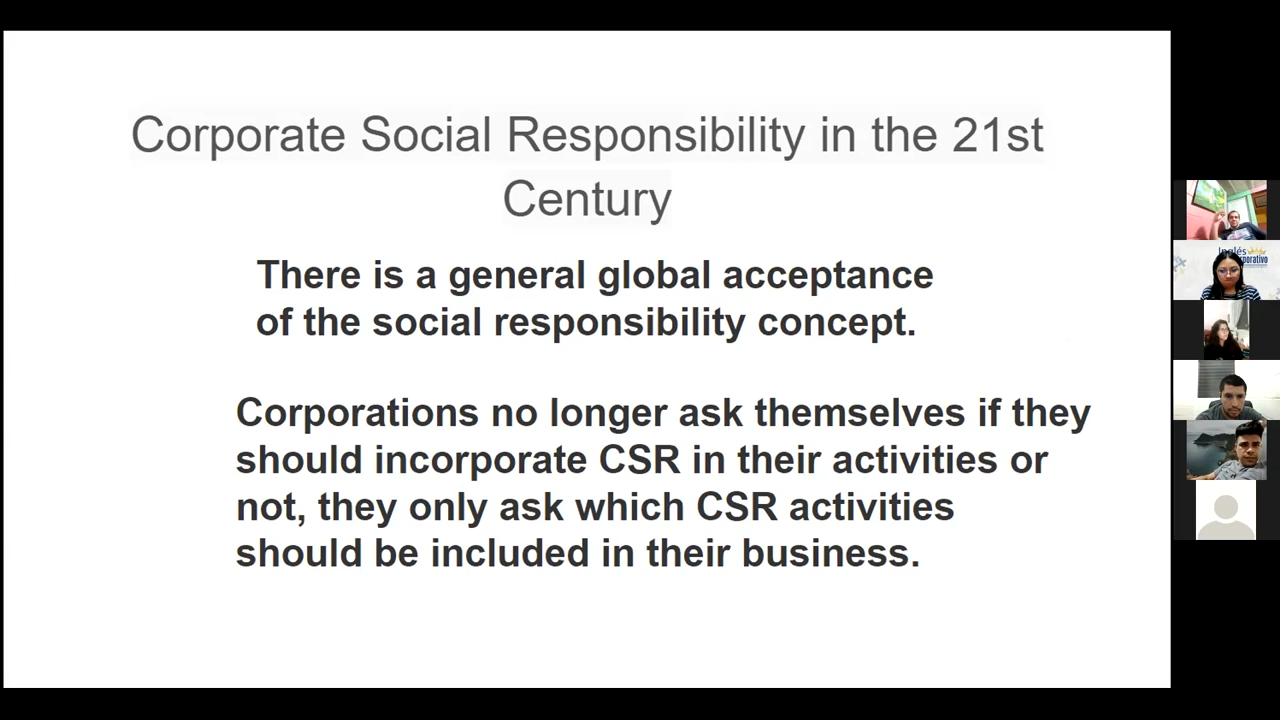 Corporate Social Responsibility in the 21st
Century
There is a general global acceptance
of the social responsibility concept.
Corporations no longer ask themselves if they
should incorporate CSR in their activities or
not, they only ask which CSR activities
should be included in their business.
Inglés